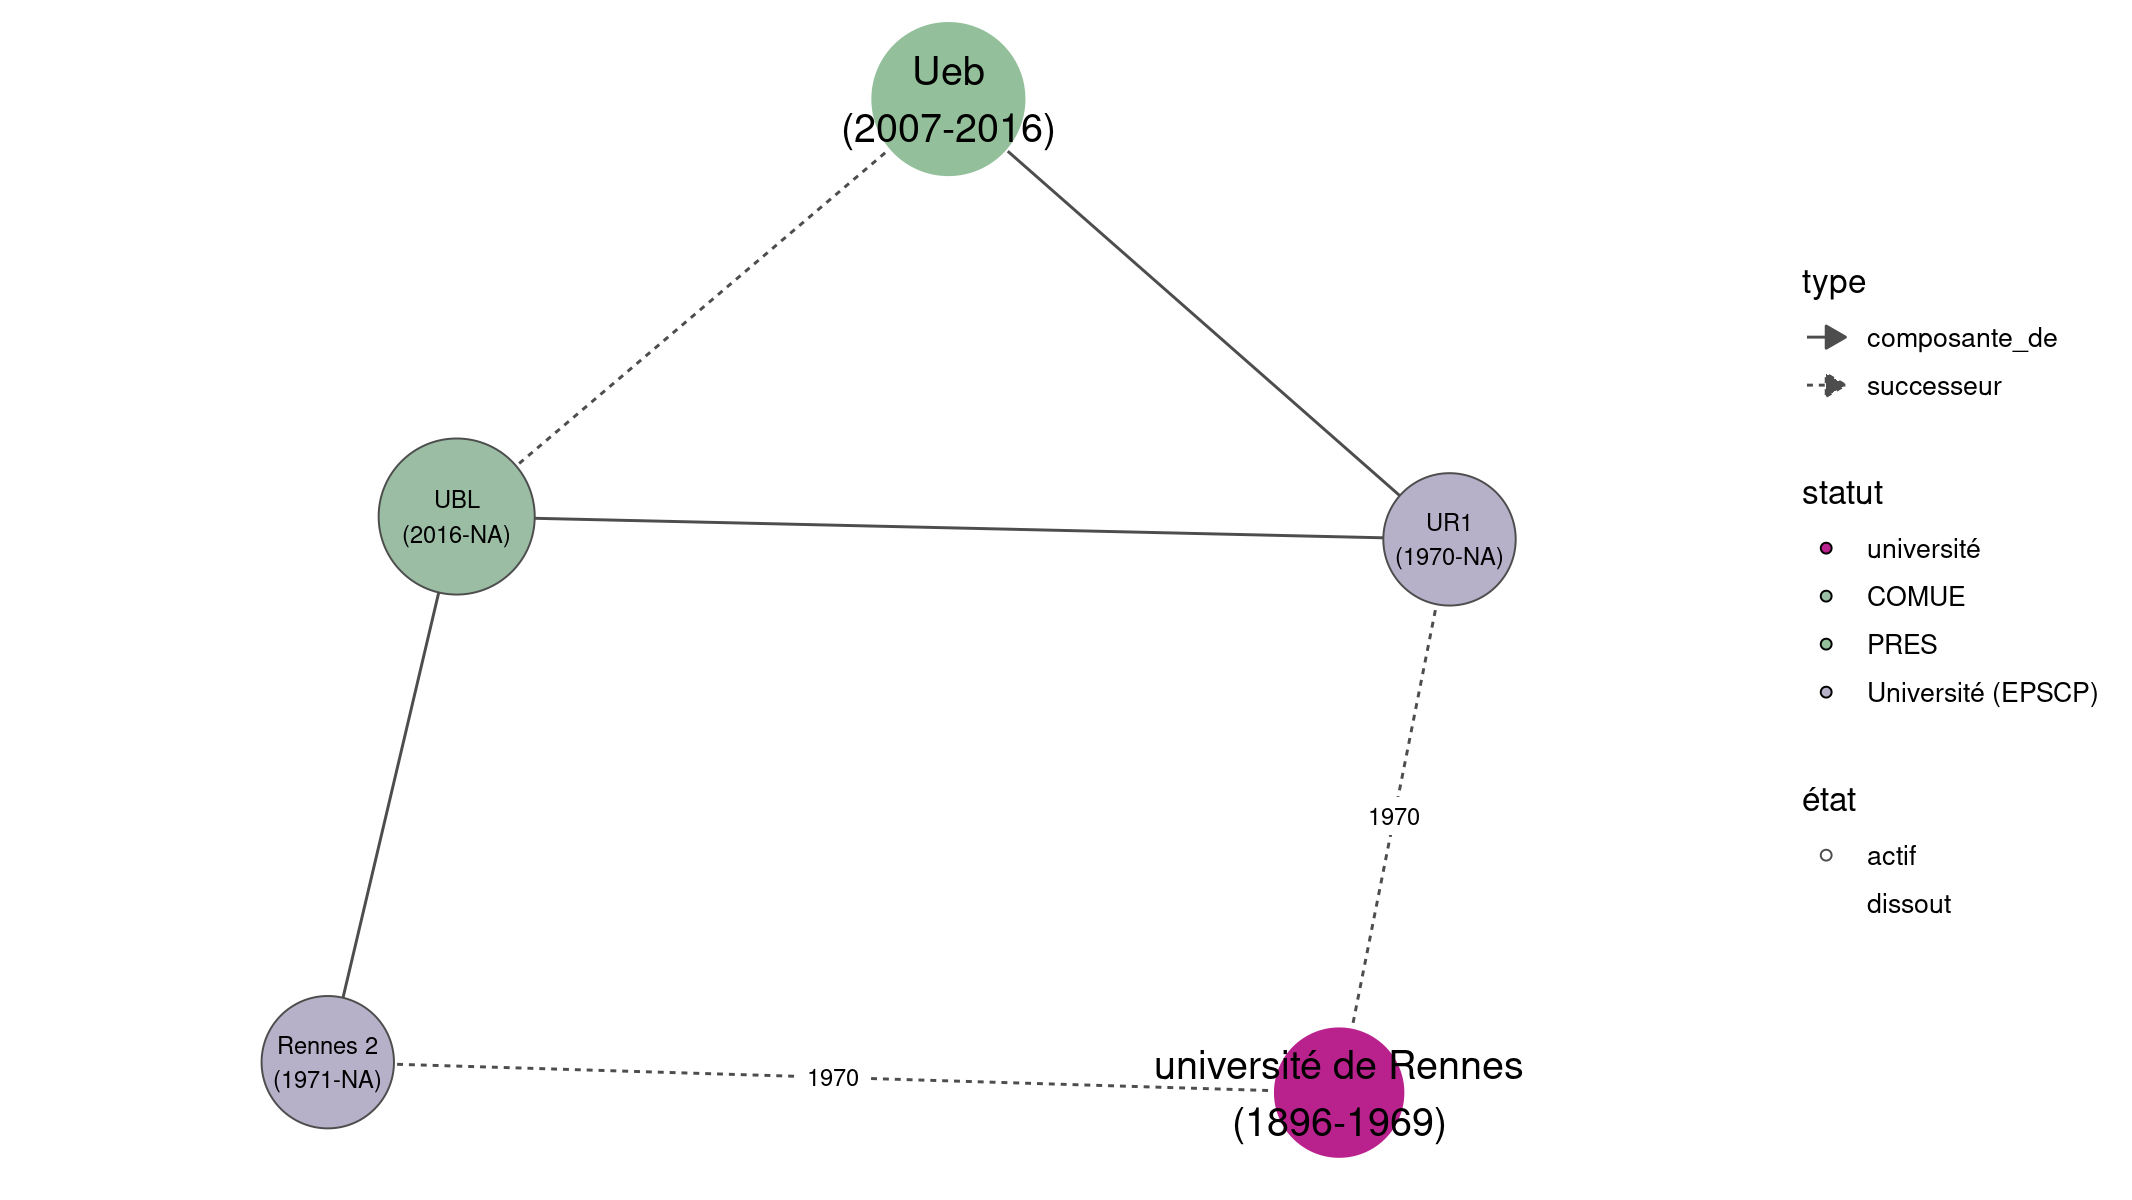 Ueb
(2007-2016)
type
composante_de
successeur
UBL
(2016-NA)
UR1
(1970-NA)
statut
université
COMUE
PRES
Université (EPSCP)
1970
état
actif
dissout
Rennes 2
(1971-NA)
1970
université de Rennes
(1896-1969)